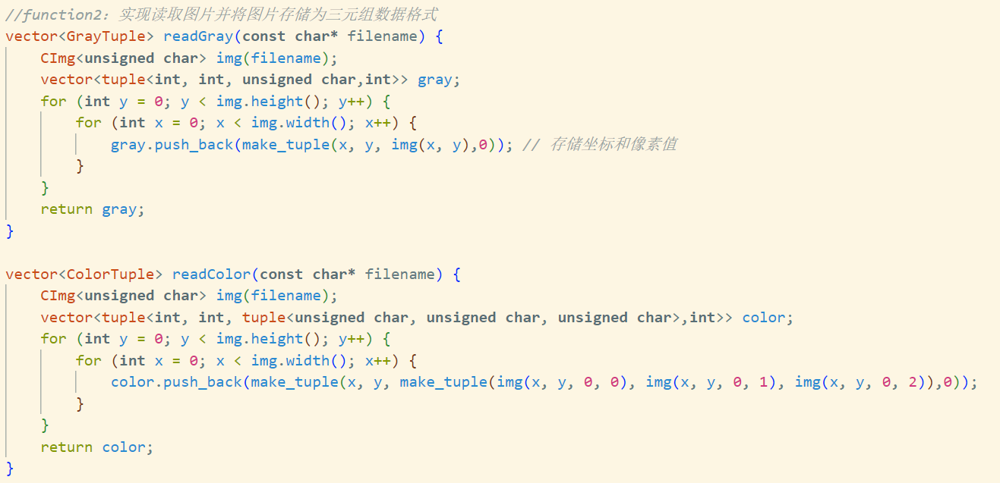 //function2：实现读取图片并将图片存储为三元组数据格式
vector<GrayTuple> readGray(const char* filename) {
    CImg<unsigned char> img(filename);
    vector<tuple<int, int, unsigned char,int>> gray;
    for (int y = 0; y < img.height(); y++) {
        for (int x = 0; x < img.width(); x++) {
            gray.push_back(make_tuple(x, y, img(x, y),0)); // 存储坐标和像素值
        }
    }
    return gray;
}

vector<ColorTuple> readColor(const char* filename) {
    CImg<unsigned char> img(filename);
    vector<tuple<int, int, tuple<unsigned char, unsigned char, unsigned char>,int>> color;
    for (int y = 0; y < img.height(); y++) {
        for (int x = 0; x < img.width(); x++) {
            color.push_back(make_tuple(x, y, make_tuple(img(x, y, 0, 0), img(x, y, 0, 1), img(x, y, 0, 2)),0));
        }
    }
    return color;
}